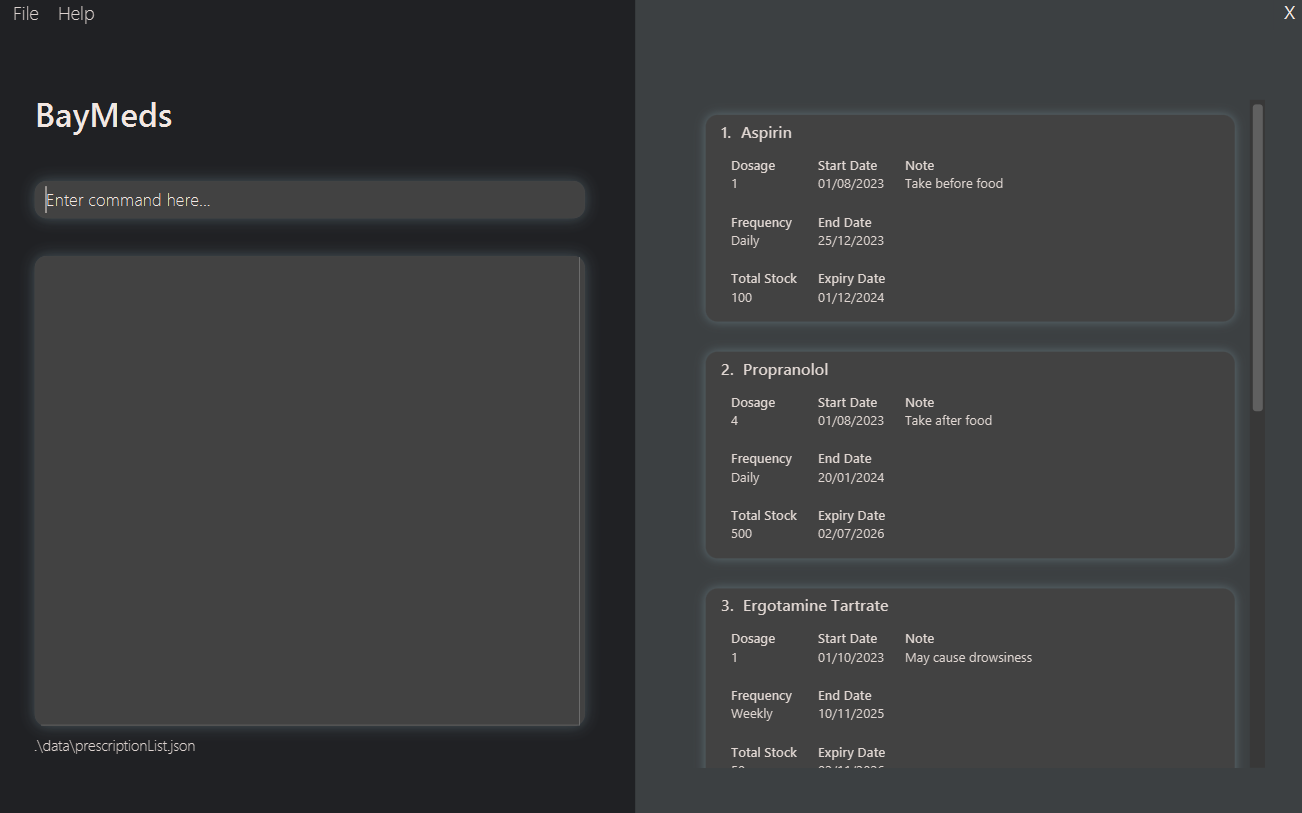 File Help
X
BayMeds
Enter command here...
.\data\prescriptionList.json
1. Aspirin
Dosage Start Date Note
1 01/08/2023 Take before food
Frequency End Date
Daily 25/12/2023
Total Stock Expiry Date
100 01/12/2024
2. Propranolol
Dosage Start Date Note
4 01/08/2023 Take after food
Frequency End Date
Daily 20/01/2024
Total Stock Expiry Date
500 02/07/2026
3. Ergotamine Tartrate
Dosage Start Date Note
1 01/10/2023 May cause drowsiness
Frequency End Date
Weekly 10/11/2025
Total Stock Expiry Date